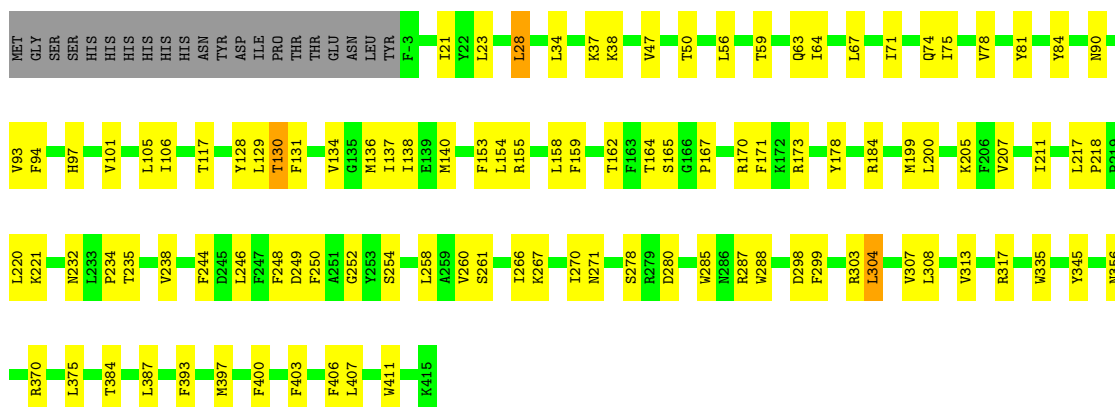 MET GLY SER SER HIS HIS HIS HIS HIS HIS ASN TYR ASP ILE PRO THR THR GLU ASN LEU TYR F-3 I21 Y22 L23 L28 L34 K37 K38 V47 T50 L56 T59 Q63 I64 L67 I71 Q74 I75 V78 Y81 Y84 N90
V93 F94 H97 V101 L105 I106 T117 Y128 L129 T130 F131 V134 G135 M136 I137 I138 E139 M140 F153 L154 R155 L158 F159 T162 F163 T164 S165 G166 P167 R170 F171 K172 R173 Y178 R184 M199 L200 K205 F206 V207 I211 L217 P218
L220 K221 N232 L233 P234 T235 V238 F244 D245 L246 F247 F248 D249 F250 A251 G252 Y253 S254 L258 A259 V260 S261 I266 K267 I270 N271 S278 R279 D280 W285 N286 R287 W288 D298 F299 R303 L304 V307 L308 V313 R317 W335 Y345 N356
R370 L375 T384 L387 F393 M397 F400 F403 F406 L407 W411 K415